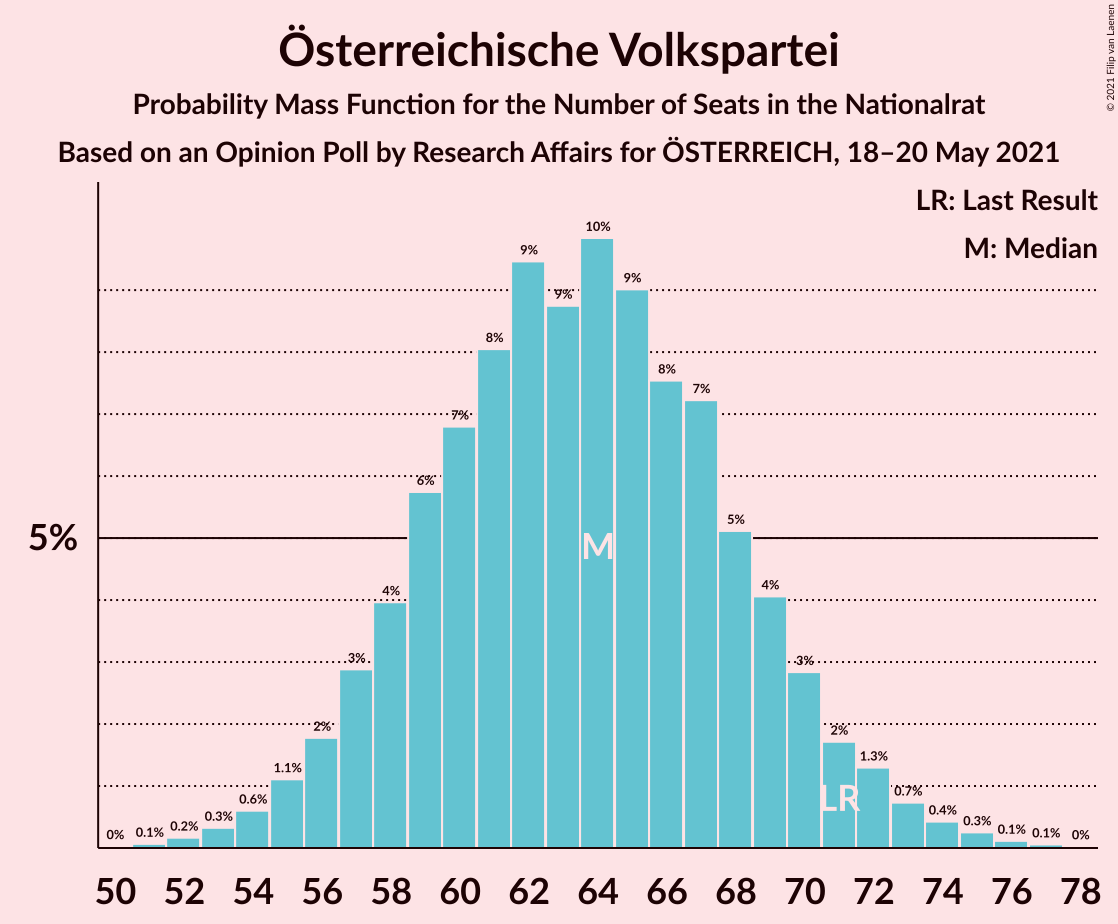 Österreichische Volkspartei
Probability Mass Function for the Number of Seats in the Nationalrat
Based on an Opinion Poll by Research Affairs for ÖSTERREICH, 18–20 May 2021
© 2021 Filip van Laenen
LR: Last Result
M: Median
5%
0% 0.1% 0.2% 0.3% 0.6% 1.1% 2% 3% 4% 6% 7% 8% 9% 9% 10% 9% 8% 7% 5% 4% 3% 2% 1.3% 0.7% 0.4% 0.3% 0.1% 0.1% 0%
M
LR
50 52 54 56 58 60 62 64 66 68 70 72 74 76 78